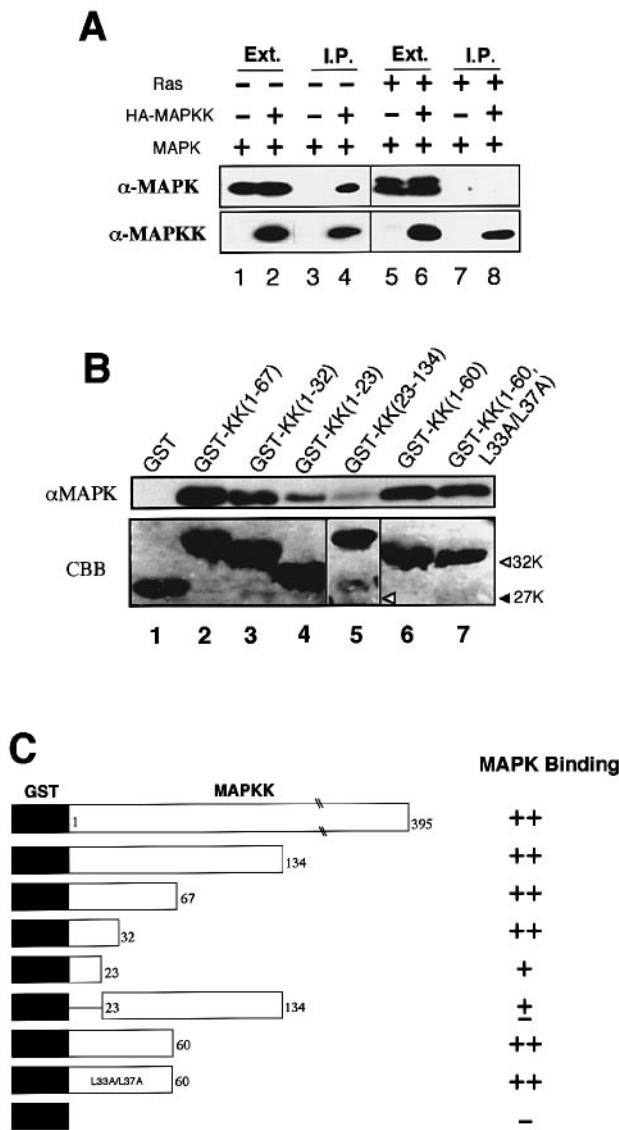 A
Ext. I.P. Ext. I.P.
Ras − − − − + + + +
HA-MAPKK − + − + − + − +
MAPK + + + + + + + +
α-MAPK
α-MAPKK
1 2 3 4 5 6 7 8
B
GST
GST-KK(1-67)
GST-KK(1-32)
GST-KK(1-23)
GST-KK(23-134)
GST-KK(1-60)
GST-KK(1-60,
L33A/L37A)
αMAPK
CBB
32K
27K
1 2 3 4 5 6 7
C
MAPK Binding
GST MAPKK
1 395 ++
134 ++
67 ++
32 ++
23 +
23 134 ±
60 ++
L33A/L37A 60 ++
−